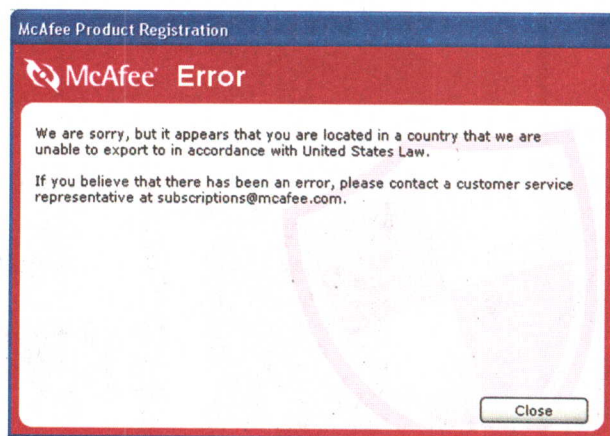 McAfee Product Registration
McAfee Error
We are sorry, but it appears that you are located in a country that we are
unable to export to in accordance with United States Law.
If you believe that there has been an error, please contact a customer service
representative at subscriptions@mcafee.com.
Close